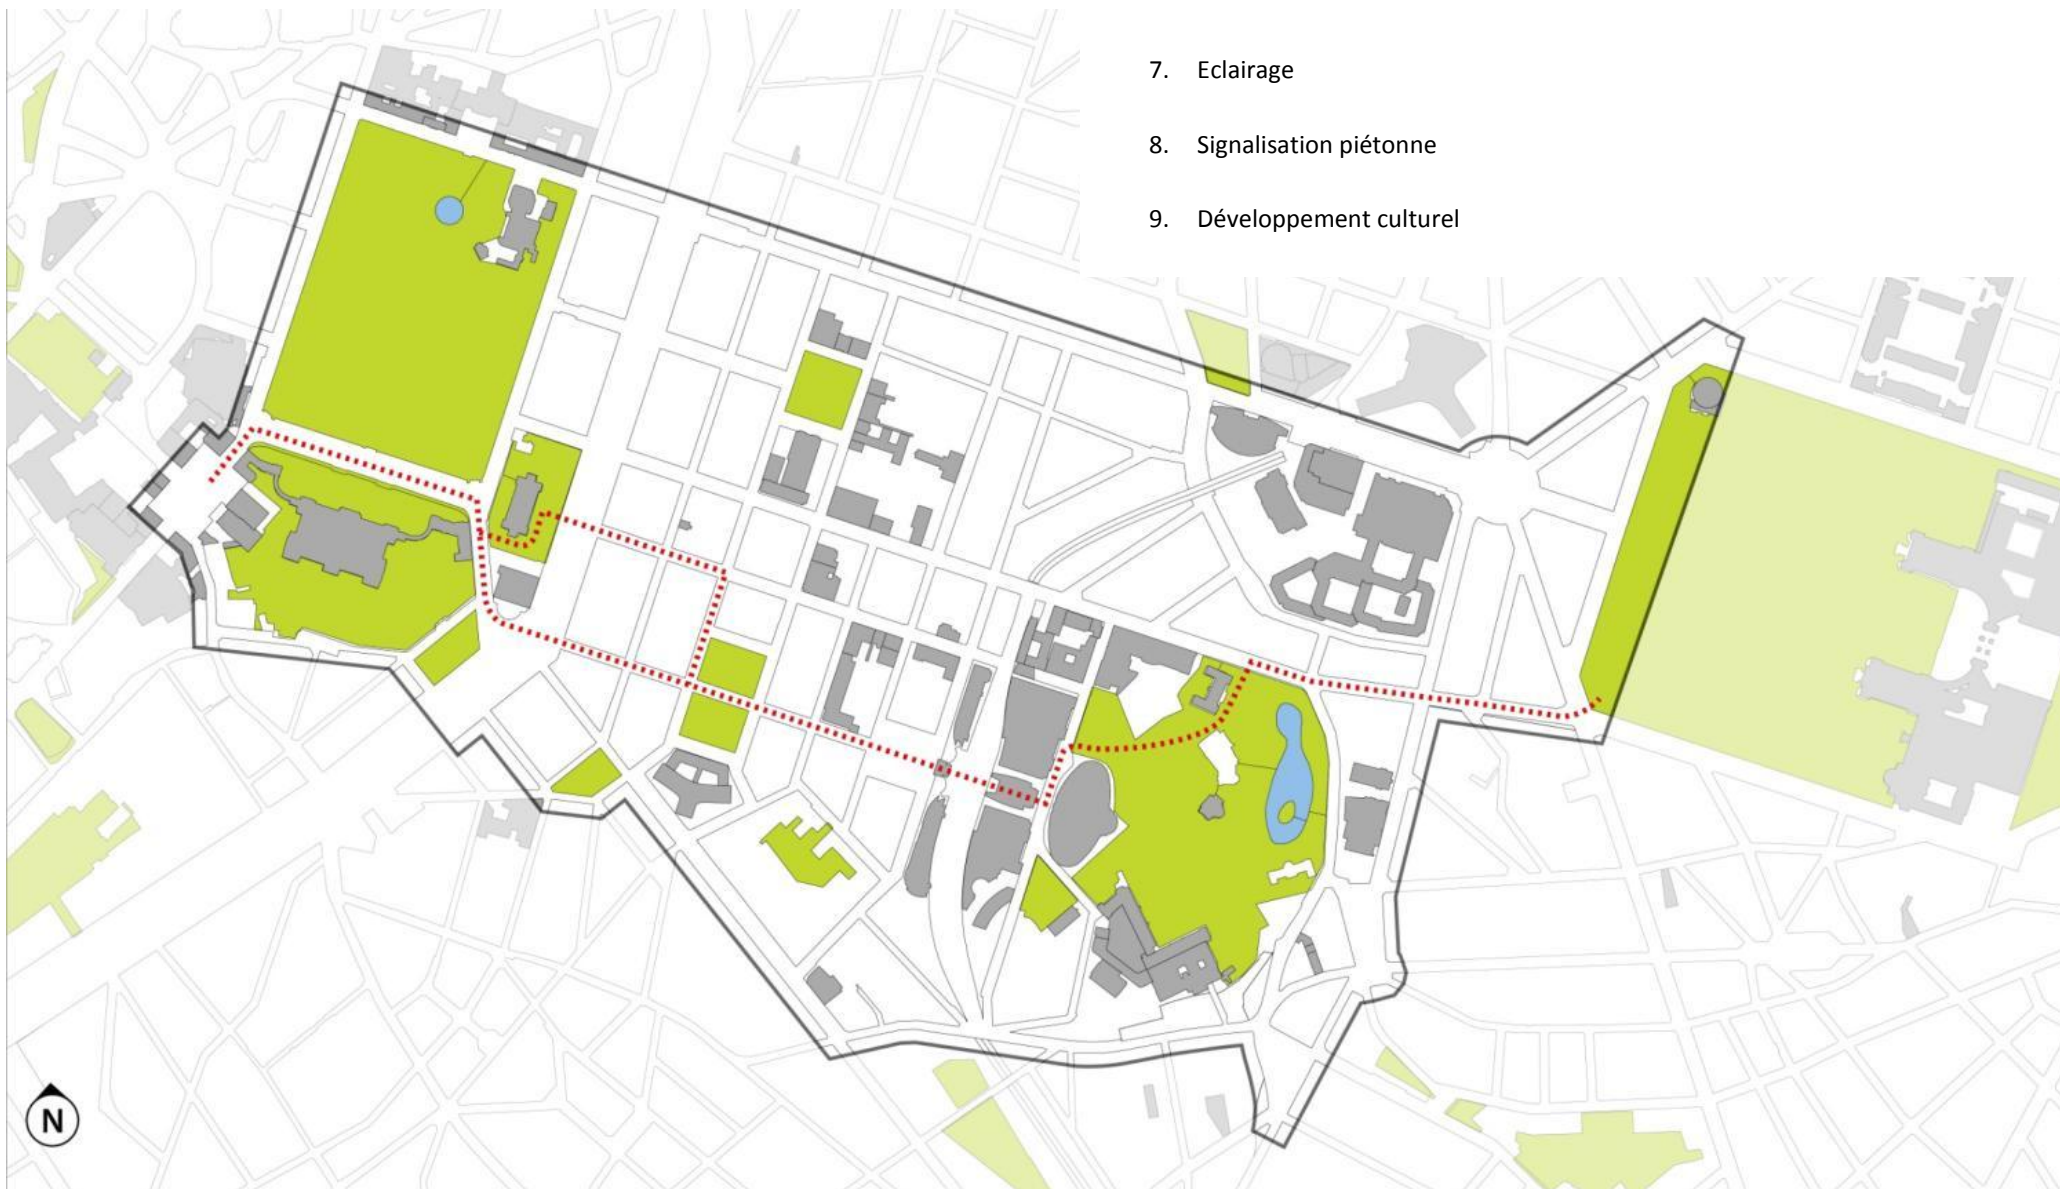 7. Eclairage
8. Signalisation piétonne
9. Développement culturel
N